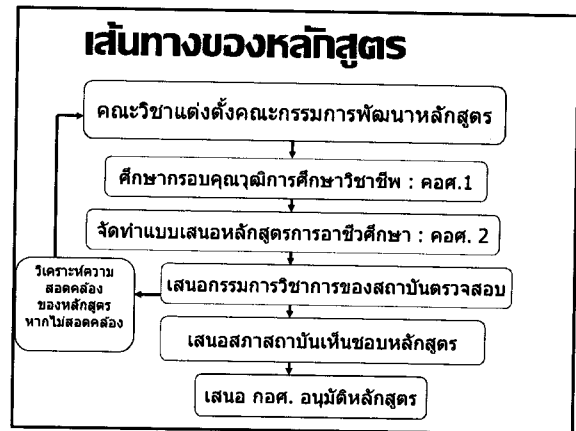 เส้นทางของหลักสูตร
คณะวิชาแต่งตั้งคณะกรรมการพัฒนาหลักสูตร
ศึกษากรอบคุณวุฒิการศึกษาวิชาชีพ : คอศ.1
จัดทำแบบเสนอหลักสูตรการอาชีวศึกษา : คอศ. 2
วิเคราะห์ความ
สอดคล้อง
ของหลักสูตร
หากไม่สอดคล้อง
เสนอกรรมการวิชาการของสถาบันตรวจสอบ
เสนอสภาสถาบันเห็นชอบหลักสูตร
เสนอ กอศ. อนุมัติหลักสูตร